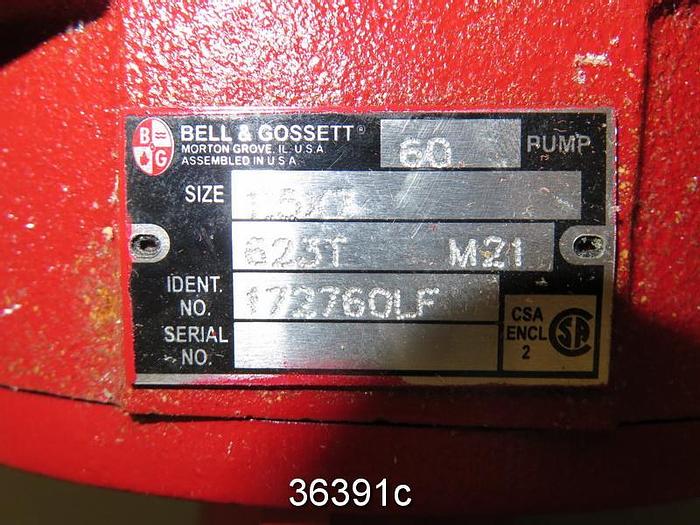 B G
BELL & GOSSETT®
MORTON GROVE, IL U.S.A
ASSEMBLED IN U.S.A
60 PUMP
SIZE
623T M21
IDENT. NO. 172760LF
SERIAL NO.
CSA
ENCL
2
SA
36391c